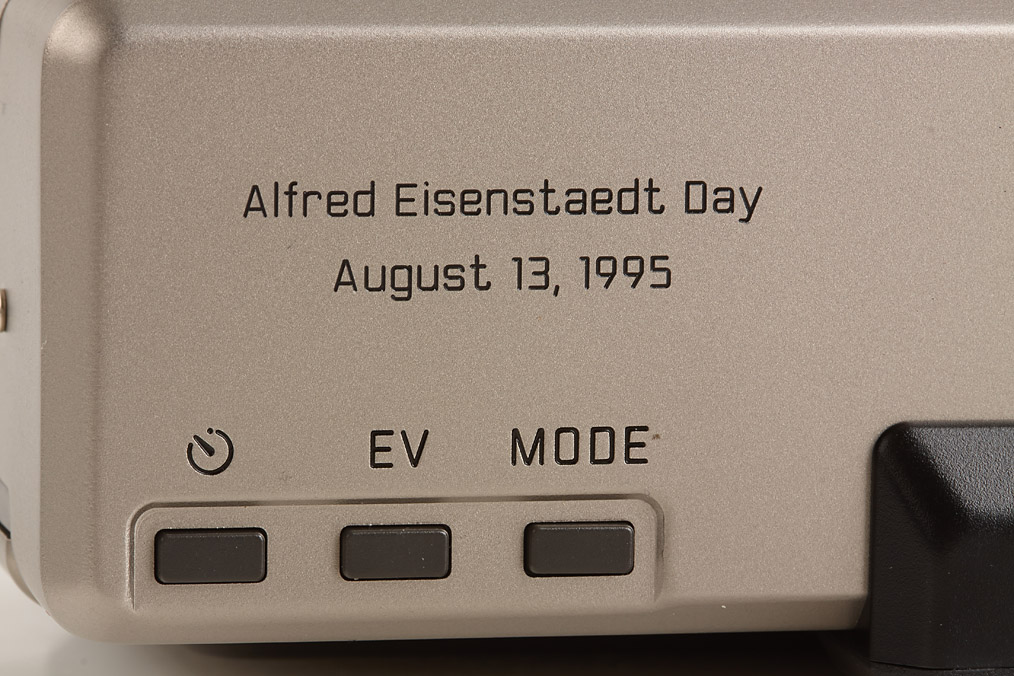 Alfred Eisenstaedt Day
August 13, 1995
EV MODE